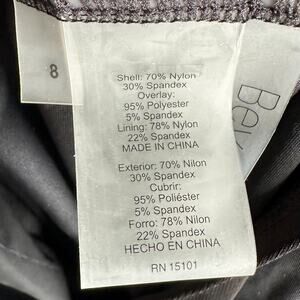 8
Shell: 70% Nylon
30% Spandex
Overlay:
95% Polyester
5% Spandex
Lining: 78% Nylon
22% Spandex
MADE IN CHINA
Exterior: 70% Nilon
30% Spandex
Cubrir:
95% Poliéster
5% Spandex
Forro: 78% Nilon
22% Spandex
HECHO EN CHINA
RN 15101